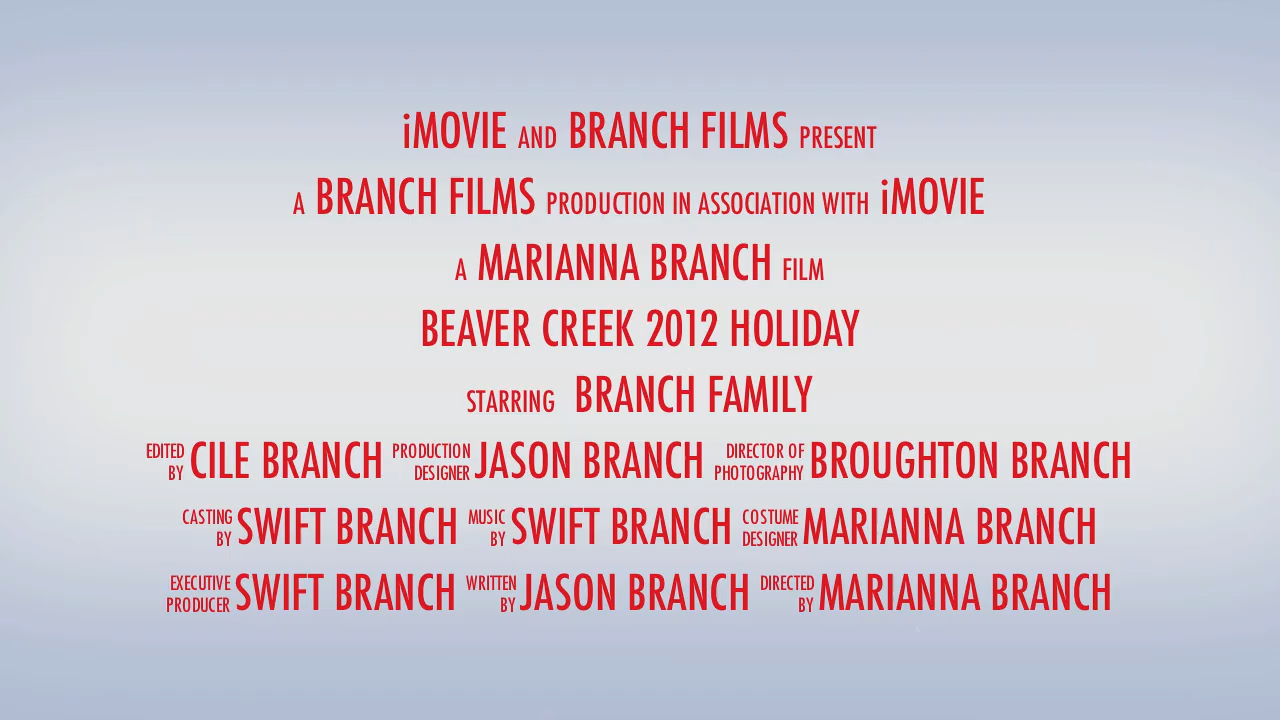 iMOVIE AND BRANCH FILMS PRESENT
A BRANCH FILMS PRODUCTION IN ASSOCIATION WITH iMOVIE
A MARIANNA BRANCH FILM
BEAVER CREEK 2012 HOLIDAY
STARRING BRANCH FAMILY
EDITED BY CILE BRANCH PRODUCTION DESIGNER JASON BRANCH DIRECTOR OF PHOTOGRAPHY BROUGHTON BRANCH
CASTING BY SWIFT BRANCH MUSIC BY SWIFT BRANCH COSTUME DESIGNER MARIANNA BRANCH
EXECUTIVE PRODUCER SWIFT BRANCH WRITTEN BY JASON BRANCH DIRECTED BY MARIANNA BRANCH